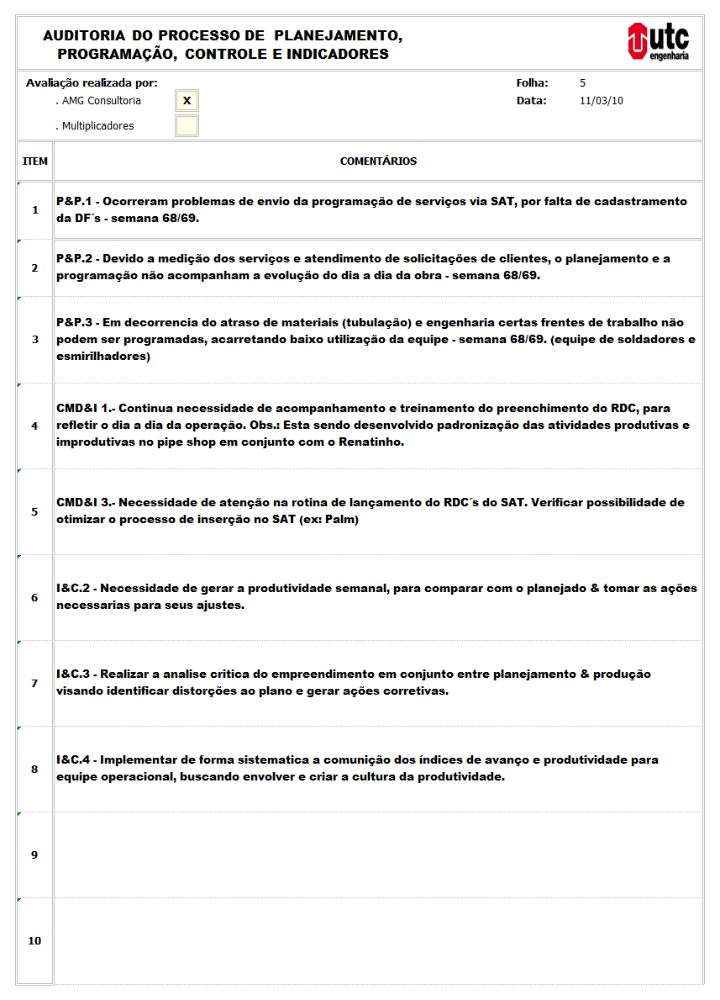 AUDITORIA DO PROCESSO DE PLANEJAMENTO,
PROGRAMAÇÃO, CONTROLE E INDICADORES
utc
engenharia
Avaliação realizada por:
Folha: 5
. AMG Consultoria X
Data: 11/03/10
. Multiplicadores
ITEM COMENTÁRIOS
1
P&P.1 - Ocorreram problemas de envio da programação de serviços via SAT, por falta de cadastramento
da DF´s - semana 68/69.
2
P&P.2 - Devido a medição dos serviços e atendimento de solicitações de clientes, o planejamento e a
programação não acompanham a evolução do dia a dia da obra - semana 68/69.
3
P&P.3 - Em decorrencia do atraso de materiais (tubulação) e engenharia certas frentes de trabalho não
podem ser programadas, acarretando baixo utilização da equipe - semana 68/69. (equipe de soldadores e
esmirilhadores)
4
CMD&I 1.- Continua necessidade de acompanhamento e treinamento do preenchimento do RDC, para
refletir o dia a dia da operação. Obs.: Esta sendo desenvolvido padronização das atividades produtivas e
improdutivas no pipe shop em conjunto com o Renatinho.
5
CMD&I 3.- Necessidade de atenção na rotina de lançamento do RDC´s do SAT. Verificar possibilidade de
otimizar o processo de inserção no SAT (ex: Palm)
6
I&C.2 - Necessidade de gerar a produtividade semanal, para comparar com o planejado & tomar as ações
necessarias para seus ajustes.
7
I&C.3 - Realizar a analise critica do empreendimento em conjunto entre planejamento & produção
visando identificar distorções ao plano e gerar ações corretivas.
8
I&C.4 - Implementar de forma sistematica a comunição dos índices de avanço e produtividade para
equipe operacional, buscando envolver e criar a cultura da produtividade.
9
10